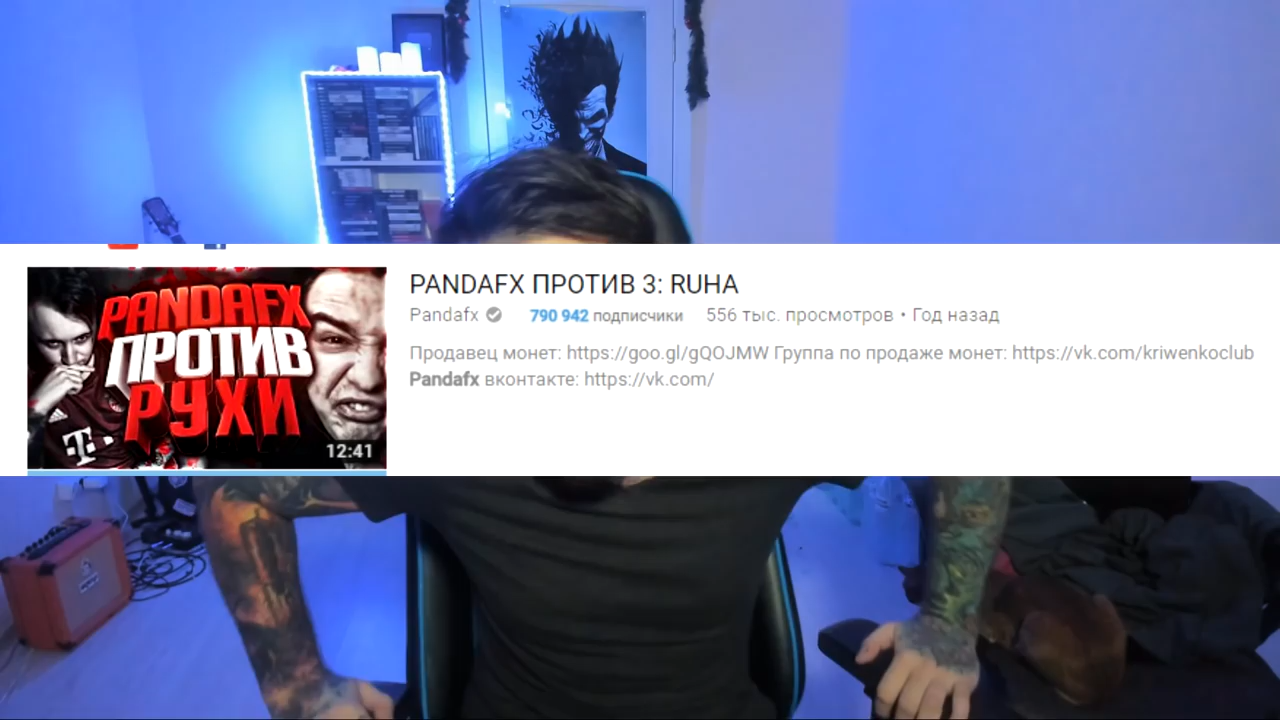 PANDAFX
ПРОТИВ
РУХИ
T
12:41
PANDAFX ПРОТИВ 3: RUHA
Pandafx 790 942 подписчики 556 тыс. просмотров • Год назад
Продавец монет: https://goo.gl/gQOJMW Группа по продаже монет: https://vk.com/kriwenkoclub
Pandafx вконтакте: https://vk.com/